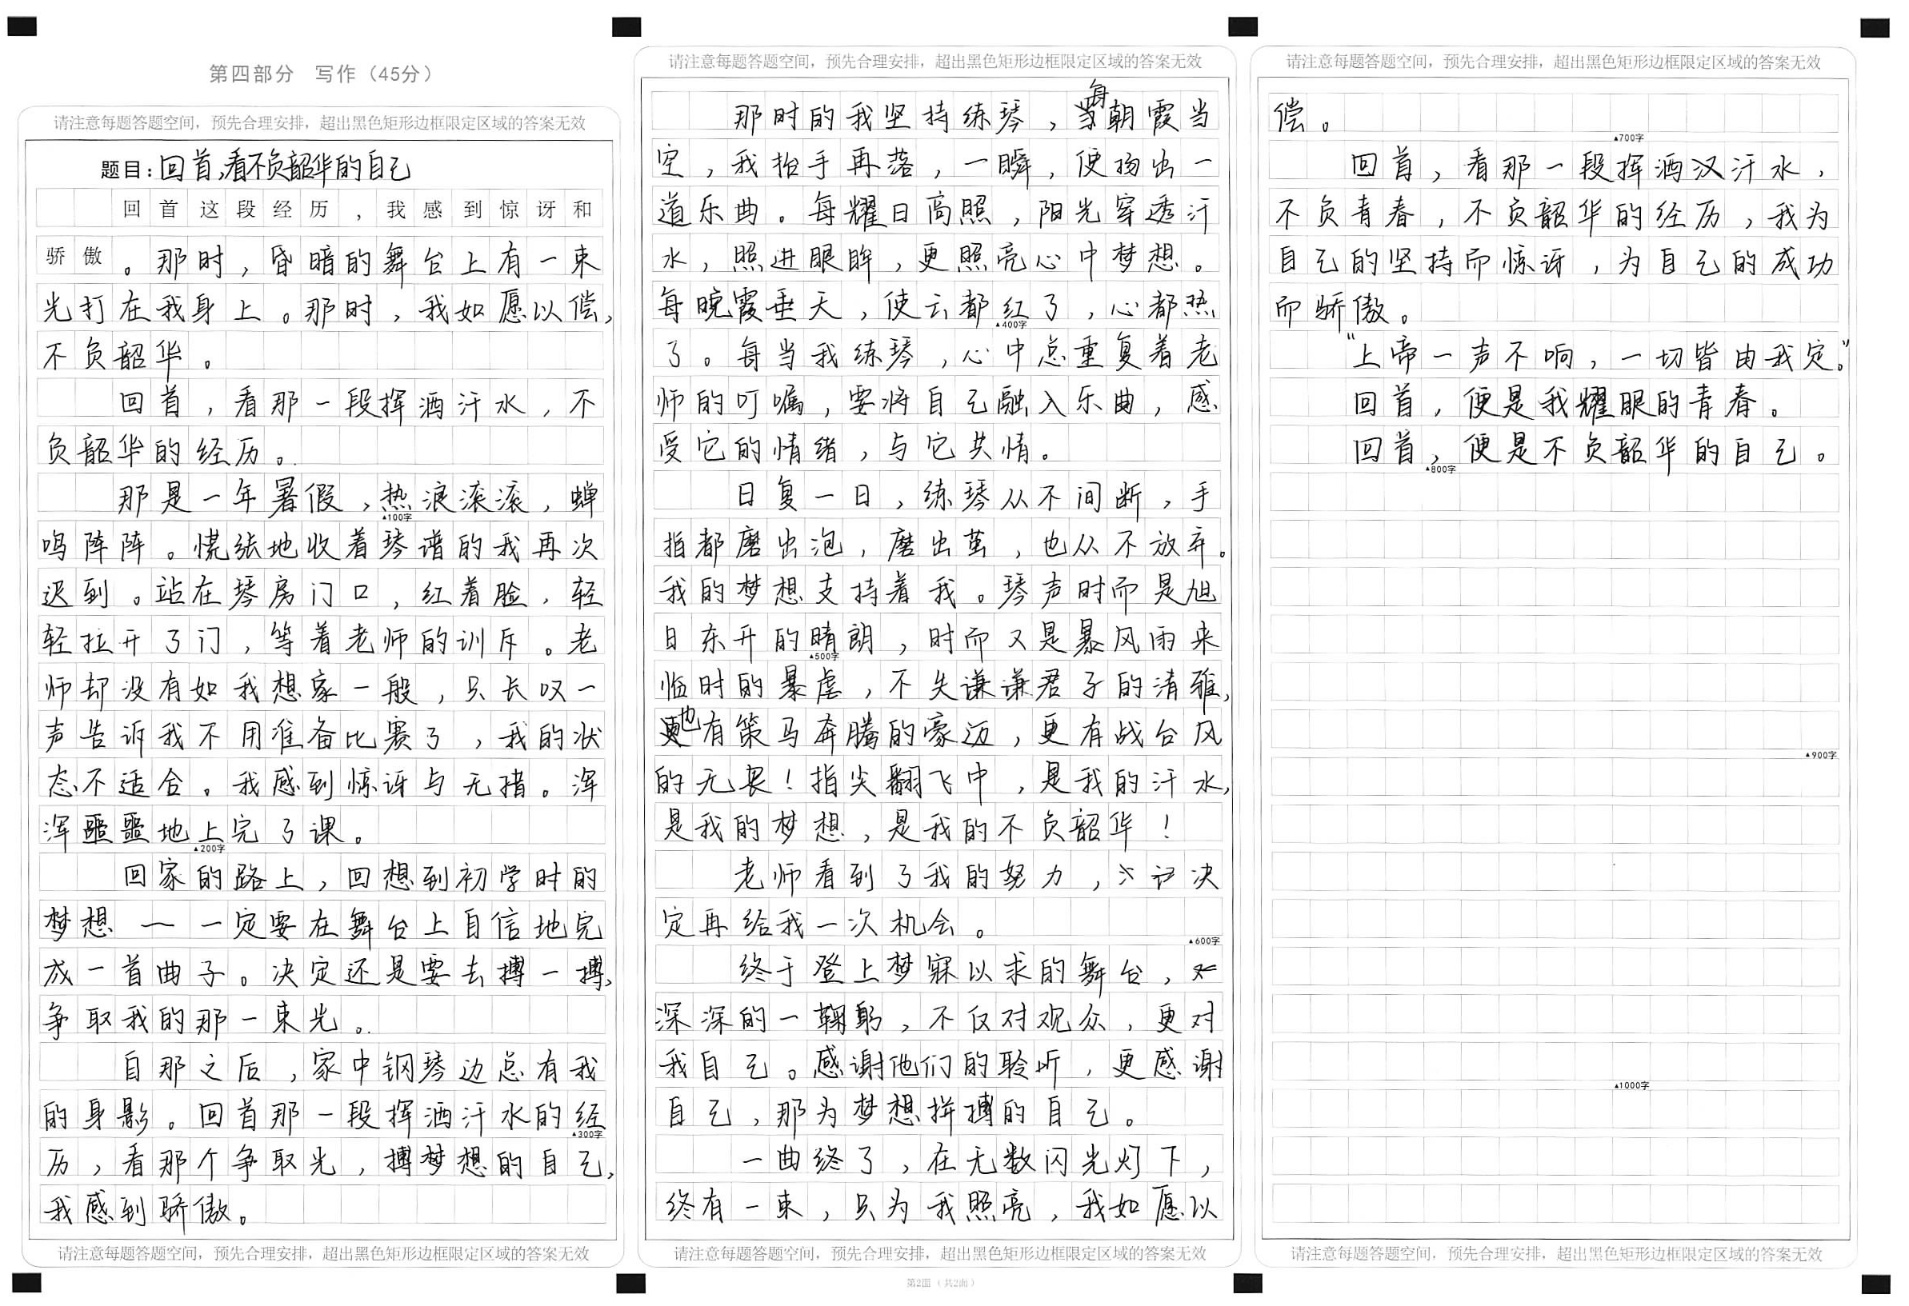 第四部分 写作（45分）
请注意每题答题空间，预先合理安排，超出黑色矩形边框限定区域的答案无效
题目：回首，看不负韶华的自己
回首这段经历，我感到惊讶和
骄傲。那时，昏暗的舞台上有一束
光打在我身上。那时，我如愿以偿，
不负韶华。
回首，看那一段挥洒汗水，不
负韶华的经历。
那是一年暑假，热浪滚滚，蝉
▲100字
鸣阵阵。慌张地收着琴谱的我再次
迟到。站在琴房门口，红着脸，轻
轻拉开了门，等着老师的训斥。老
师却没有如我想象一般，只长叹一
声告诉我不用准备比赛了，我的状
态不适合。我感到惊讶与无措。浑
浑噩噩地上完了课。
▲200字
回家的路上，回想到初学时的
梦想——一定要在舞台上自信地完
成一首曲子。决定还是要去搏一搏，
争取我的那一束光。
自那之后，家中钢琴边总有我
的身影。回首那一段挥洒汗水的经
▲300字
历，看那个争取光，搏梦想的自己，
我感到骄傲。
请注意每题答题空间，预先合理安排，超出黑色矩形边框限定区域的答案无效
请注意每题答题空间，预先合理安排，超出黑色矩形边框限定区域的答案无效
那时的我坚持练琴，每朝霞当
空，我抬手再落，一瞬，便扬出一
道乐曲。每耀日高照，阳光穿透汗
水，照进眼眸，更照亮心中梦想。
每晚霞垂天，使云都红了，心都热
▲400字
了。每当我练琴，心中总重复着老
师的叮嘱，要将自己融入乐曲，感
受它的情绪，与它共情。
日复一日，练琴从不间断，手
指都磨出泡，磨出茧，也从不放弃。
我的梦想支持着我。琴声时而是旭
日东开的晴朗，时而又是暴风雨来
▲500字
临时的暴虐，不失谦谦君子的清雅，
也有策马奔腾的豪迈，更有战台风
的无畏！指尖翻飞中，是我的汗水，
是我的梦想，是我的不负韶华！
老师看到了我的努力，决
定再给我一次机会。
▲600字
终于登上梦寐以求的舞台，
深深的一鞠躬，不仅对观众，更对
我自己。感谢他们的聆听，更感谢
自己，那为梦想拼搏的自己。
一曲终了，在无数闪光灯下，
终有一束，只为我照亮，我如愿以
请注意每题答题空间，预先合理安排，超出黑色矩形边框限定区域的答案无效
第2面（共2面）
请注意每题答题空间，预先合理安排，超出黑色矩形边框限定区域的答案无效
偿。
▲700字
回首，看那一段挥洒汉汗水，
不负青春，不负韶华的经历，我为
自己的坚持而惊讶，为自己的成功
而骄傲。
“上帝一声不响，一切皆由我定。”
回首，便是我耀眼的青春。
回首，便是不负韶华的自己。
▲800字
▲900字
▲1000字
请注意每题答题空间，预先合理安排，超出黑色矩形边框限定区域的答案无效